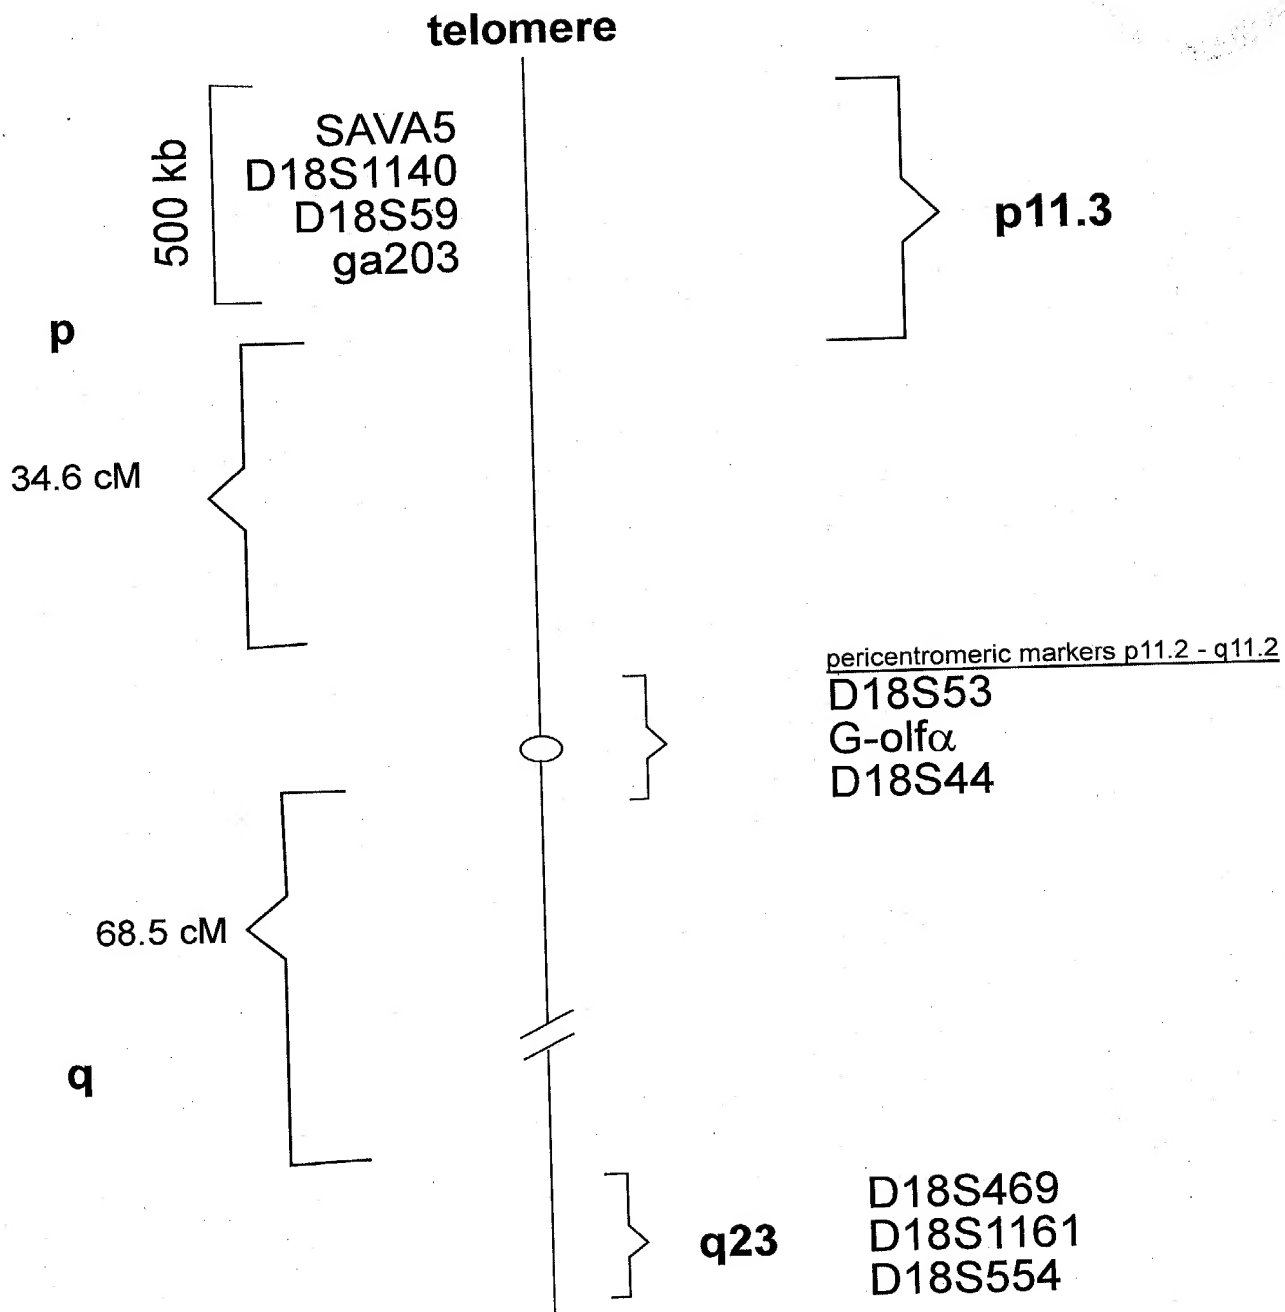 telomere
500 kb
SAVA5
D18S1140
D18S59
ga203
p11.3
p
34.6 cM
pericentromeric markers p11.2 - q11.2
D18S53
G-olfα
D18S44
68.5 cM
q
q23
D18S469
D18S1161
D18S554